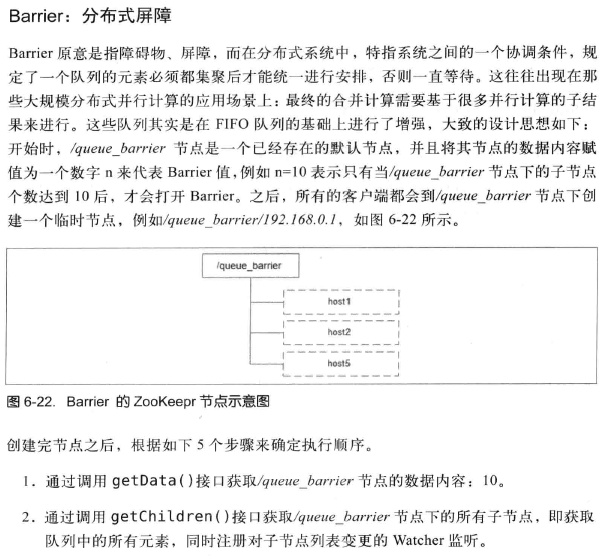 Barrier：分布式屏障
Barrier 原意是指障碍物、屏障，而在分布式系统中，特指系统之间的一个协调条件，规
定了一个队列的元素必须都集聚后才能统一进行安排，否则一直等待。这往往出现在那
些大规模分布式并行计算的应用场景上：最终的合并计算需要基于很多并行计算的子结
果来进行。这些队列其实是在 FIFO 队列的基础上进行了增强，大致的设计思想如下：
开始时，/queue_barrier 节点是一个已经存在的默认节点，并且将其节点的数据内容赋
值为一个数字 n 来代表 Barrier 值，例如 n=10 表示只有当/queue_barrier 节点下的子节点
个数达到 10 后，才会打开 Barrier。之后，所有的客户端都会到/queue_barrier 节点下创
建一个临时节点，例如/queue_barrier/192.168.0.1，如图 6-22 所示。
/queue_barrier
host1
host2
host5
图 6-22. Barrier 的 ZooKeepr 节点示意图
创建完节点之后，根据如下 5 个步骤来确定执行顺序。
1．通过调用 getData()接口获取/queue_barrier 节点的数据内容：10。
2．通过调用 getChildren()接口获取/queue_barrier 节点下的所有子节点，即获取
队列中的所有元素，同时注册对子节点列表变更的 Watcher 监听。